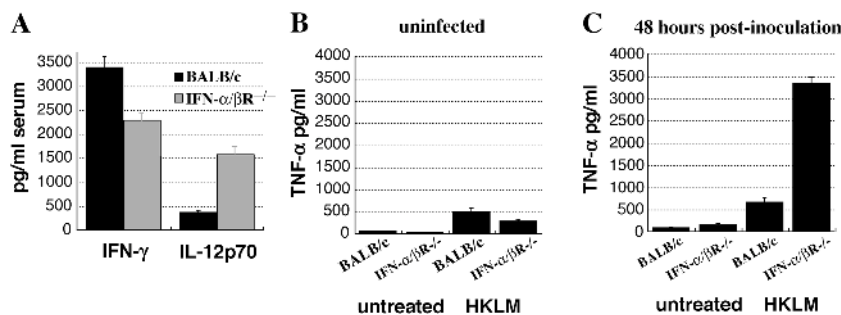 A
3500
3000
2500
2000
1500
1000
500
0
pg/ml serum
BALB/c
IFN-α/βR-/-
IFN-γ IL-12p70
B uninfected
4000
3500
3000
2500
2000
1500
1000
500
0
TNF-α pg/ml
BALB/c IFN-α/βR-/- BALB/c IFN-α/βR-/-
untreated HKLM
C 48 hours post-inoculation
4000
3500
3000
2500
2000
1500
1000
500
0
TNF-α pg/ml
BALB/c IFN-α/βR-/- BALB/c IFN-α/βR-/-
untreated HKLM